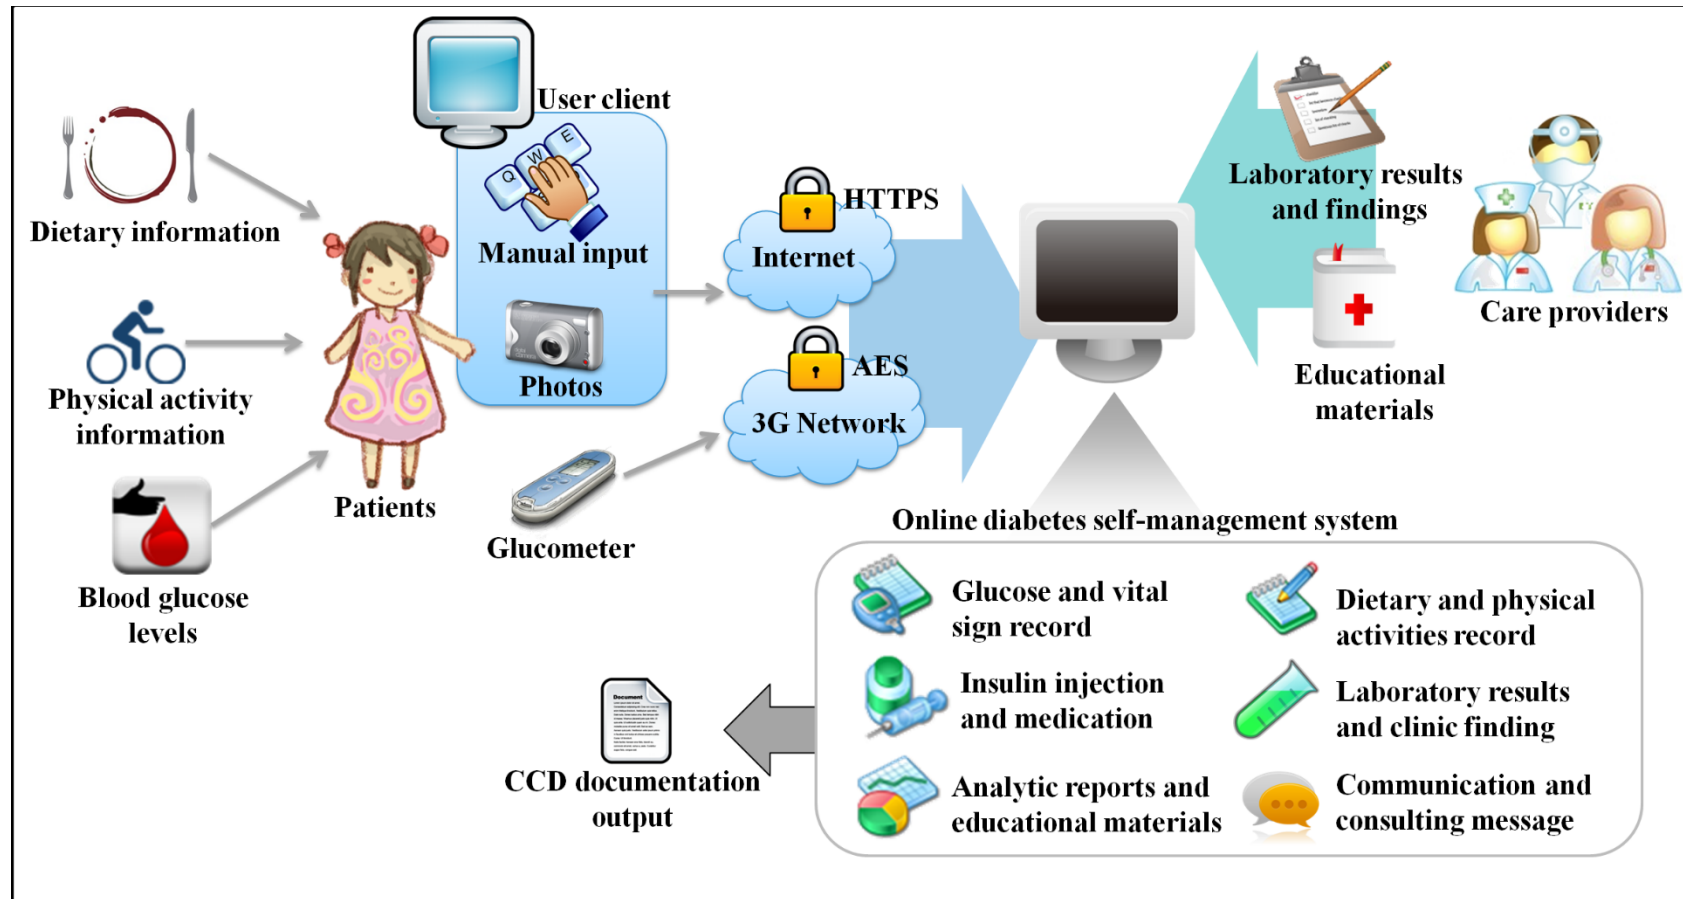 User client
Dietary information
Q
W
E
Manual input
Photos
HTTPS
Internet
AES
3G Network
Physical activity
information
Blood glucose
levels
Patients
Glucometer
Laboratory results
and findings
Educational
materials
Care providers
Online diabetes self-management system
Glucose and vital
sign record
Dietary and physical
activities record
Insulin injection
and medication
Laboratory results
and clinic finding
Analytic reports and
educational materials
Communication and
consulting message
Document
CCD documentation
output